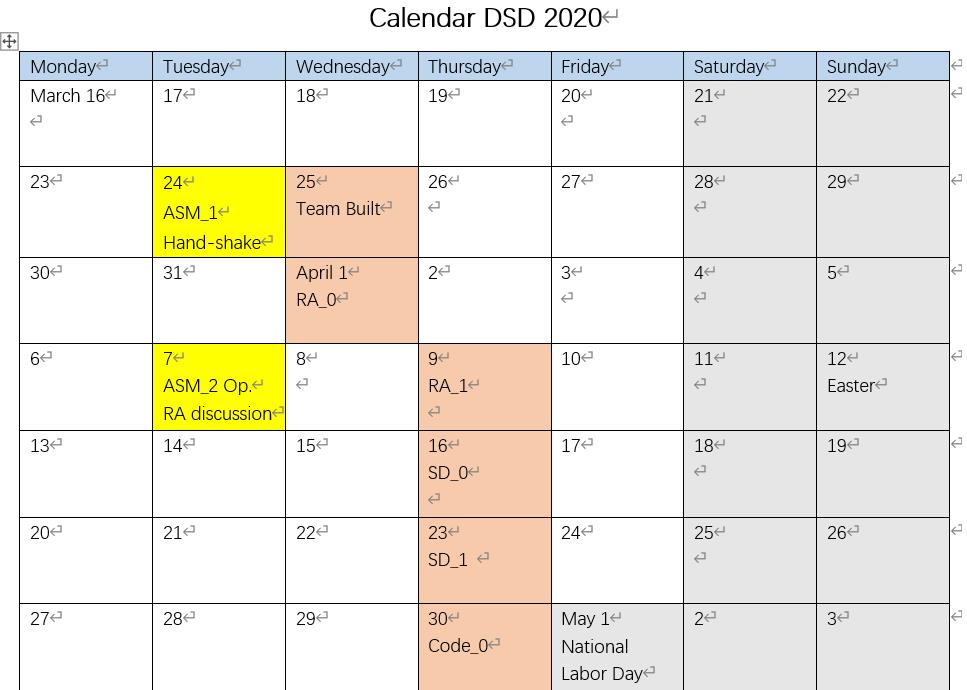 Calendar DSD 2020
Monday Tuesday Wednesday Thursday Friday Saturday Sunday
March 16 17 18 19 20 21 22
23 24 25 26 27 28 29
ASM_1 Team Built
Hand-shake
30 31 April 1 2 3 4 5
RA_0
6 7 8 9 10 11 12
ASM_2 Op. RA_1 Easter
RA discussion
13 14 15 16 17 18 19
SD_0
20 21 22 23 24 25 26
SD_1
27 28 29 30 May 1 2 3
Code_0 National
Labor Day